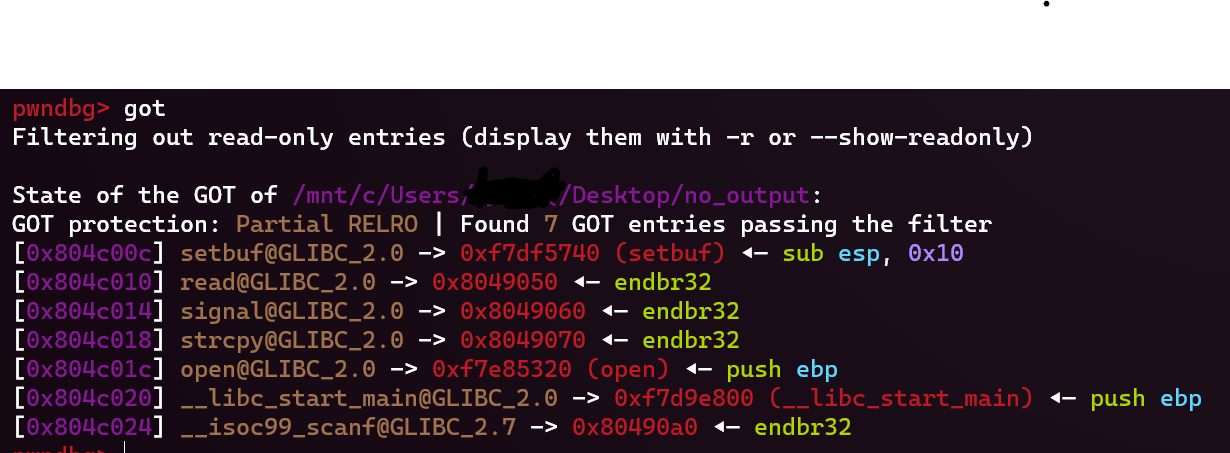 pwndbg> got
Filtering out read-only entries (display them with -r or --show-readonly)
State of the GOT of /mnt/c/Users/ /Desktop/no_output:
GOT protection: Partial RELRO | Found 7 GOT entries passing the filter
[0x804c00c] setbuf@GLIBC_2.0 -> 0xf7df5740 (setbuf) ◂— sub esp, 0x10
[0x804c010] read@GLIBC_2.0 -> 0x8049050 ◂— endbr32
[0x804c014] signal@GLIBC_2.0 -> 0x8049060 ◂— endbr32
[0x804c018] strcpy@GLIBC_2.0 -> 0x8049070 ◂— endbr32
[0x804c01c] open@GLIBC_2.0 -> 0xf7e85320 (open) ◂— push ebp
[0x804c020] __libc_start_main@GLIBC_2.0 -> 0xf7d9e800 (__libc_start_main) ◂— push ebp
[0x804c024] __isoc99_scanf@GLIBC_2.7 -> 0x80490a0 ◂— endbr32
pwndbg>